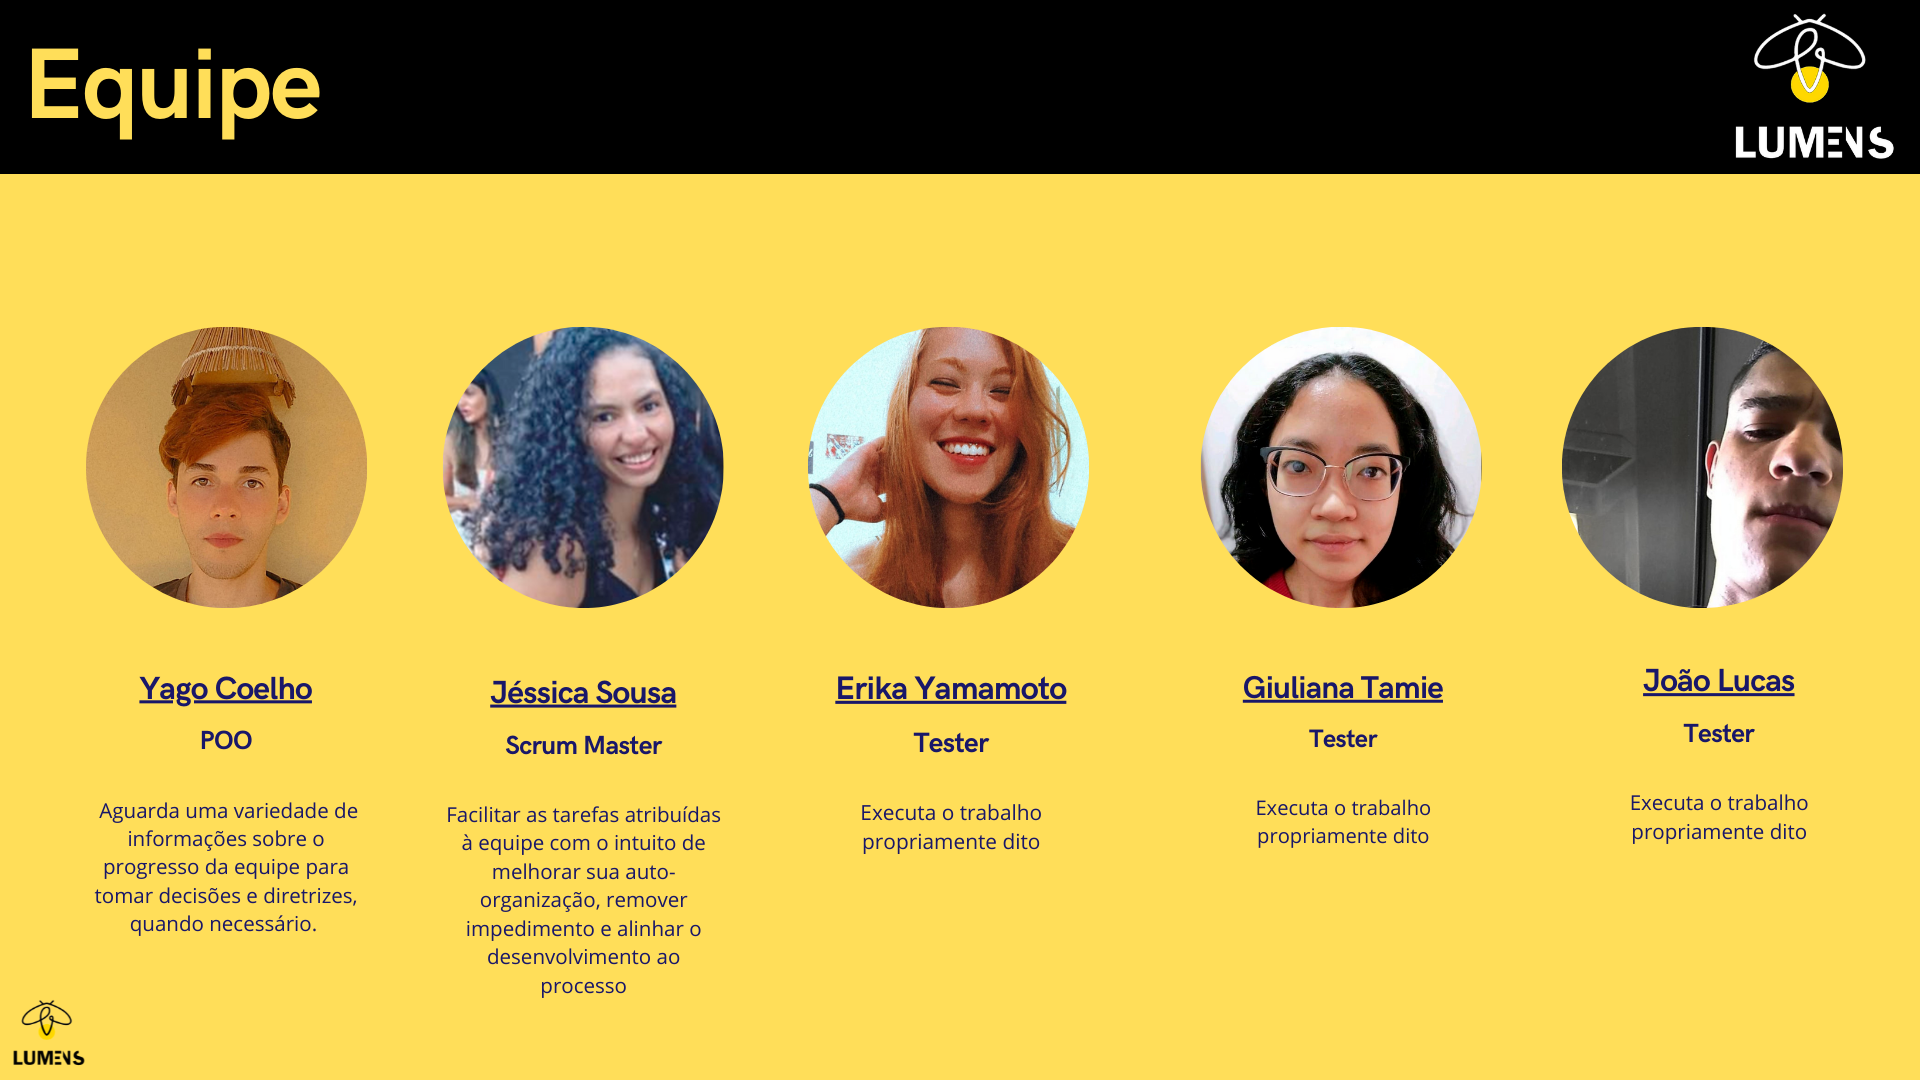 Equipe
LUMENS
Yago Coelho
POO
Aguarda uma variedade de
informações sobre o
progresso da equipe para
tomar decisões e diretrizes,
quando necessário.
Jéssica Sousa
Scrum Master
Facilitar as tarefas atribuídas
à equipe com o intuito de
melhorar sua auto-
organização, remover
impedimento e alinhar o
desenvolvimento ao
processo
Erika Yamamoto
Tester
Executa o trabalho
propriamente dito
Giuliana Tamie
Tester
Executa o trabalho
propriamente dito
João Lucas
Tester
Executa o trabalho
propriamente dito
LUMENS